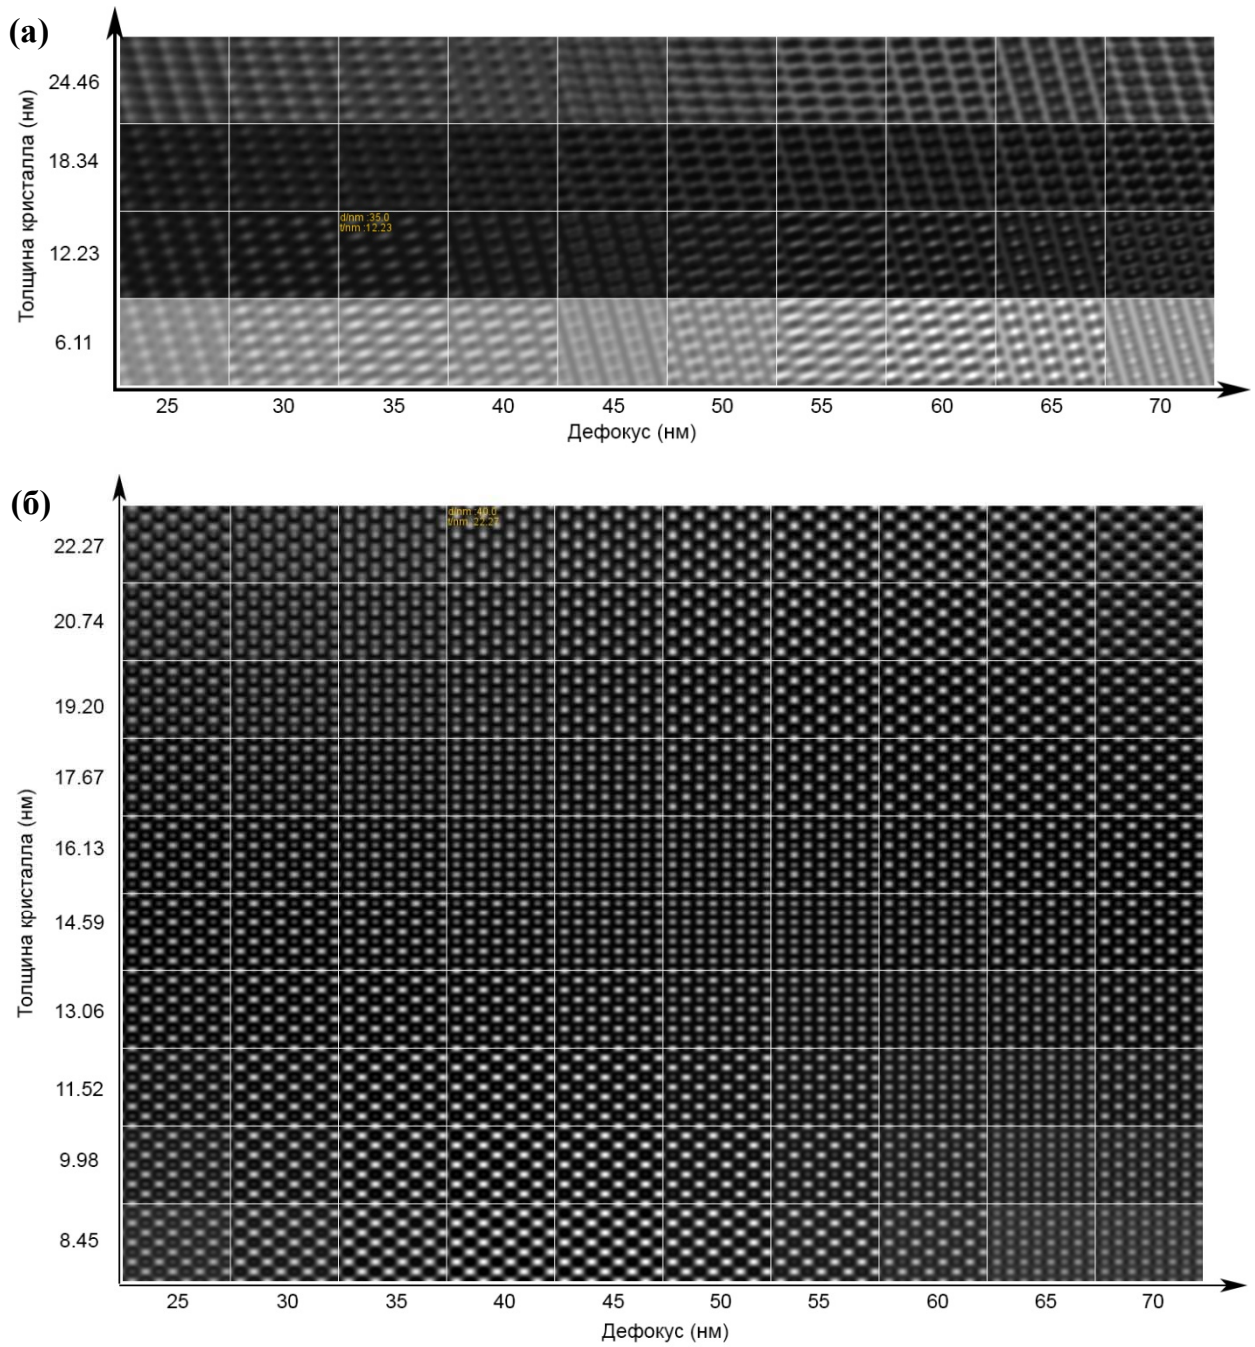 (а)
Толщина кристалла (нм)
24.46
18.34
12.23
6.11
d/nm :35.0
t/nm :12.23
25 30 35 40 45 50 55 60 65 70
Дефокус (нм)
(б)
Толщина кристалла (нм)
22.27
20.74
19.20
17.67
16.13
14.59
13.06
11.52
9.98
8.45
d/nm :40.0
t/nm :22.27
25 30 35 40 45 50 55 60 65 70
Дефокус (нм)